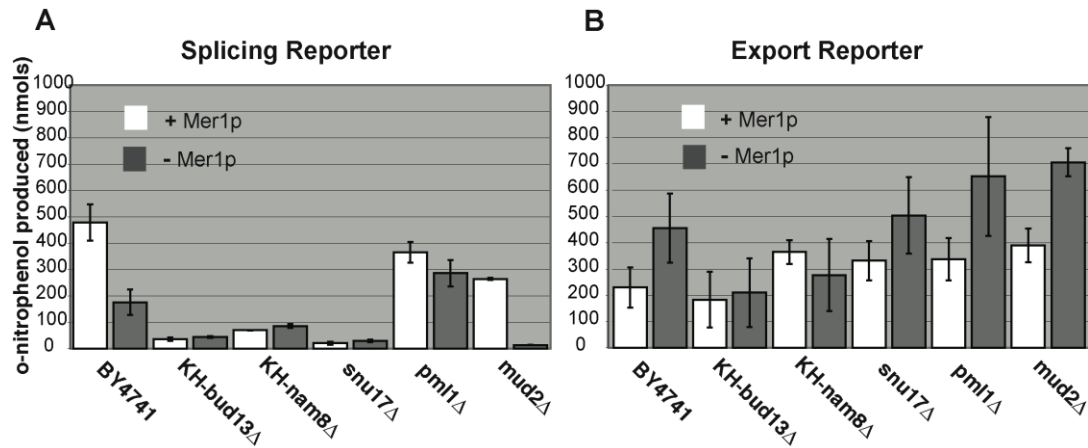 A
Splicing Reporter
o-nitrophenol produced (nmols)
1000
900
800
700
600
500
400
300
200
100
0
+ Mer1p
- Mer1p
BY4741
KH-bud13Δ
KH-nam8Δ
snu17Δ
pml1Δ
mud2Δ
B
Export Reporter
1000
900
800
700
600
500
400
300
200
100
0
+ Mer1p
- Mer1p
BY4741
KH-bud13Δ
KH-nam8Δ
snu17Δ
pml1Δ
mud2Δ